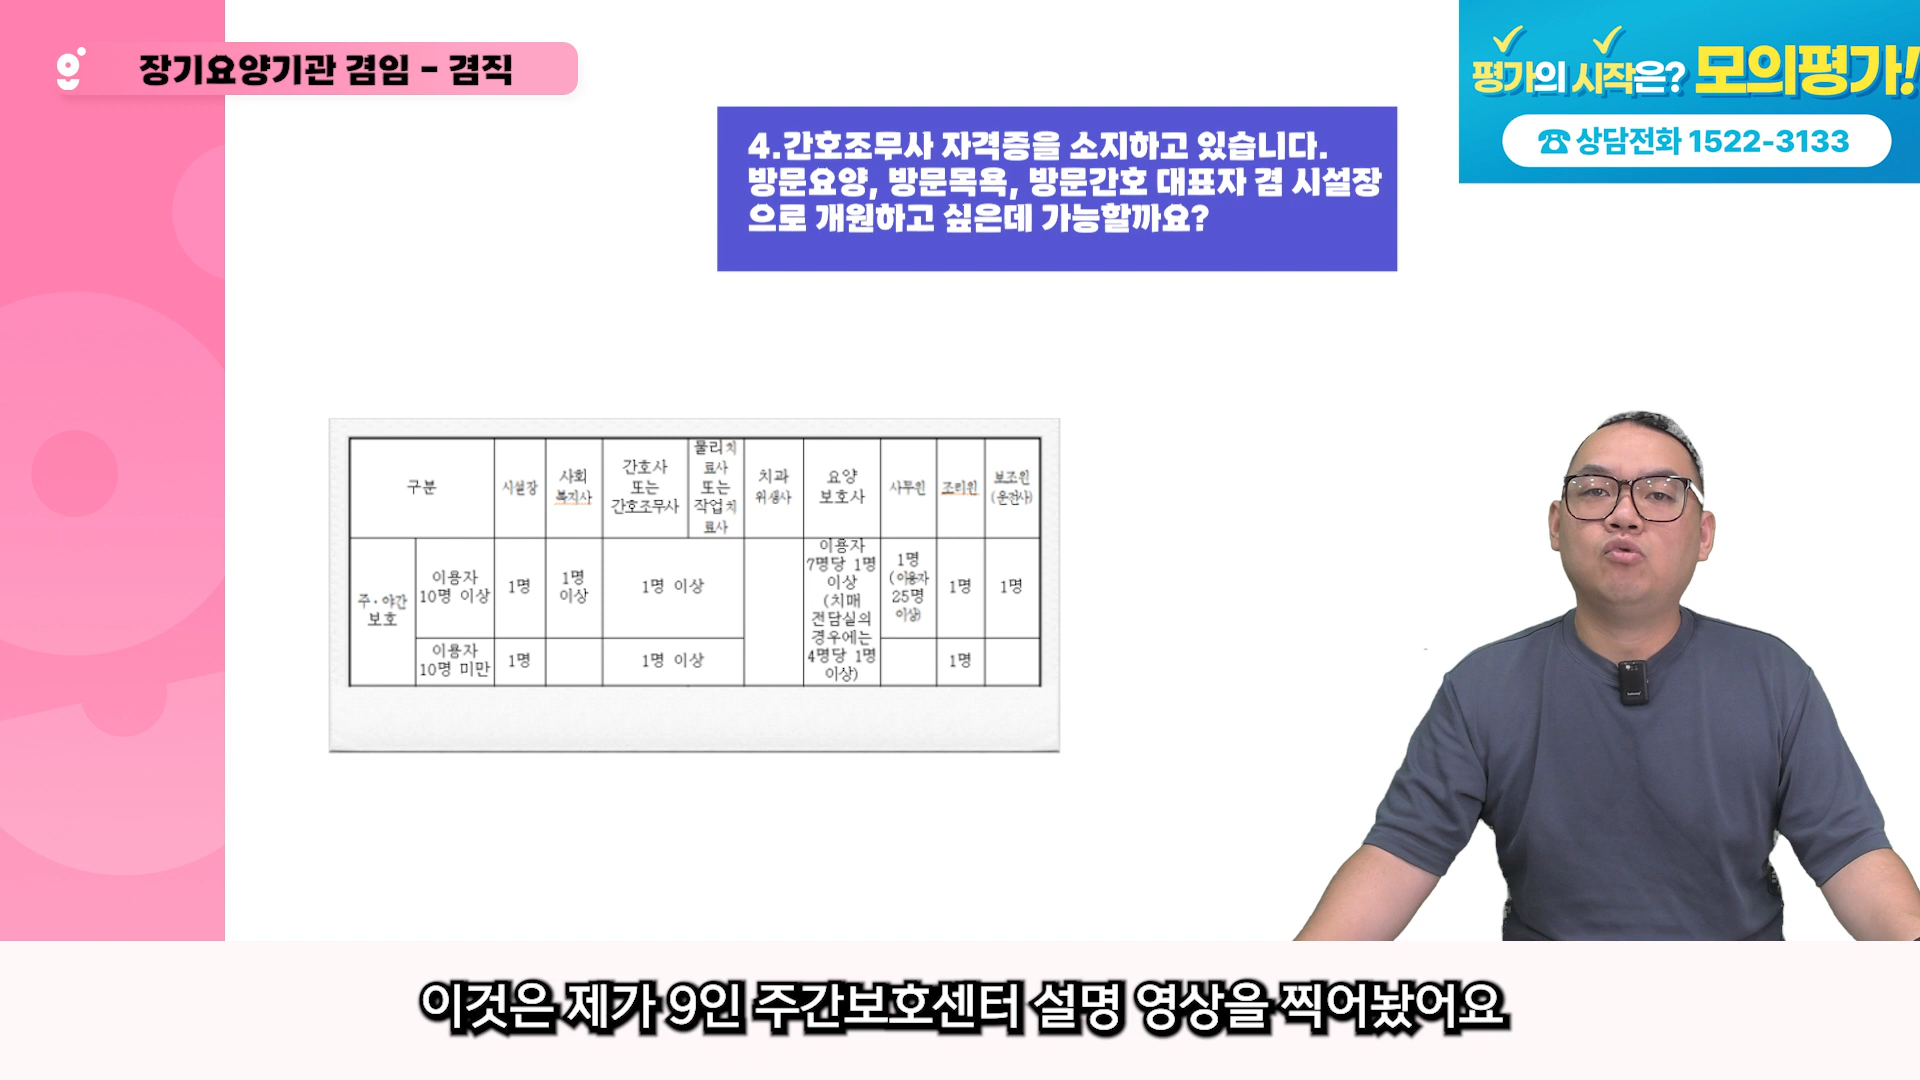 장기요양기관 겸임 - 겸직
평가의 시작은? 모의평가!
☎ 상담전화 1522-3133
4.간호조무사 자격증을 소지하고 있습니다.
방문요양, 방문목욕, 방문간호 대표자 겸 시설장
으로 개원하고 싶은데 가능할까요?
구분
시설장
사회
복지사
간호사
또는
간호조무사
물리치
료사
또는
작업치
료사
치과
위생사
요양
보호사
사무원
조리원
보조원
(운전사)
주·야간
보호
이용자
10명 이상
1명
1명
이상
1명 이상
이용자
7명당 1명
이상
(치매
전담실의
경우에는
4명당 1명
이상)
1명
(이용자
25명
이상)
1명
1명
이용자
10명 미만
1명
1명 이상
1명
이것은 제가 9인 주간보호센터 설명 영상을 찍어놨어요